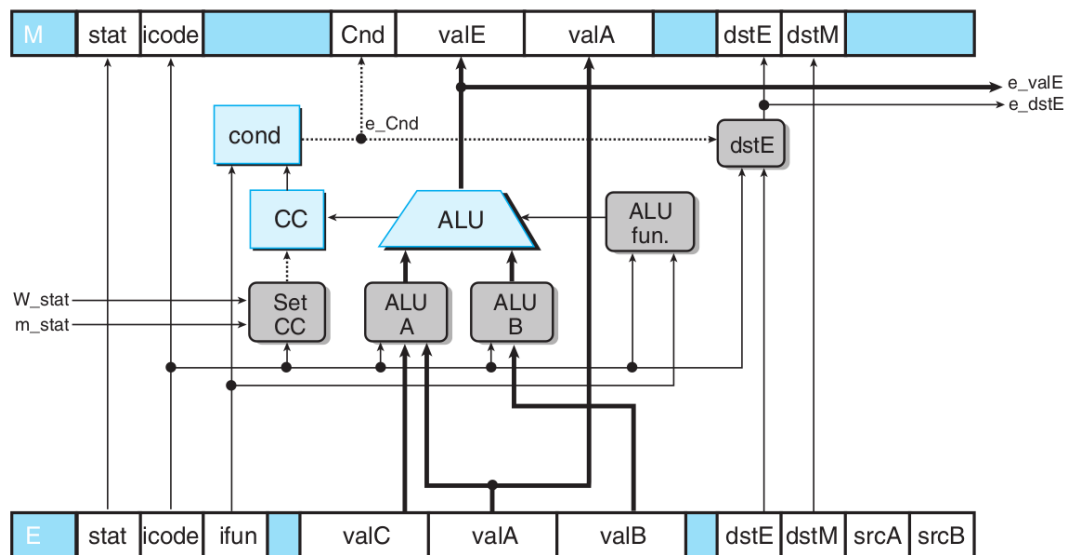 M stat icode Cnd valE valA dstE dstM
e_valE
e_dstE
e_Cnd
cond
dstE
CC
ALU
ALU
fun.
W_stat
m_stat
Set
CC
ALU
A
ALU
B
E stat icode ifun valC valA valB dstE dstM srcA srcB